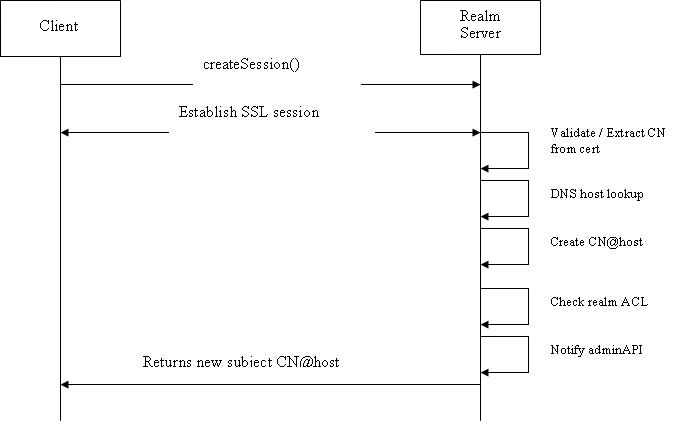 Client
Realm
Server
createSession()
Establish SSL session
Validate / Extract CN
from cert
DNS host lookup
Create CN@host
Check realm ACL
Notify adminAPI
Returns new subject CN@host